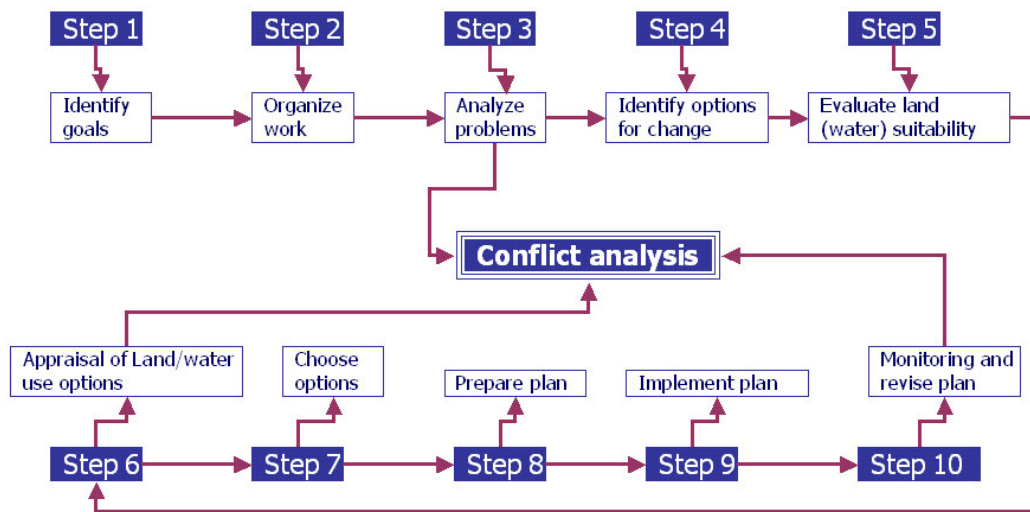 Step 1
Step 2
Step 3
Step 4
Step 5
Identify
goals
Organize
work
Analyze
problems
Identify options
for change
Evaluate land
(water) suitability
Conflict analysis
Appraisal of Land/water
use options
Choose
options
Prepare plan
Implement plan
Monitoring and
revise plan
Step 6
Step 7
Step 8
Step 9
Step 10